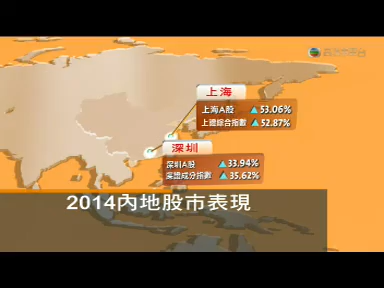 上海
上海A股 ▲53.06%
上證綜合指數 ▲52.87%
深圳
深圳A股 ▲33.94%
深證成分指數 ▲35.62%
2014內地股市表現